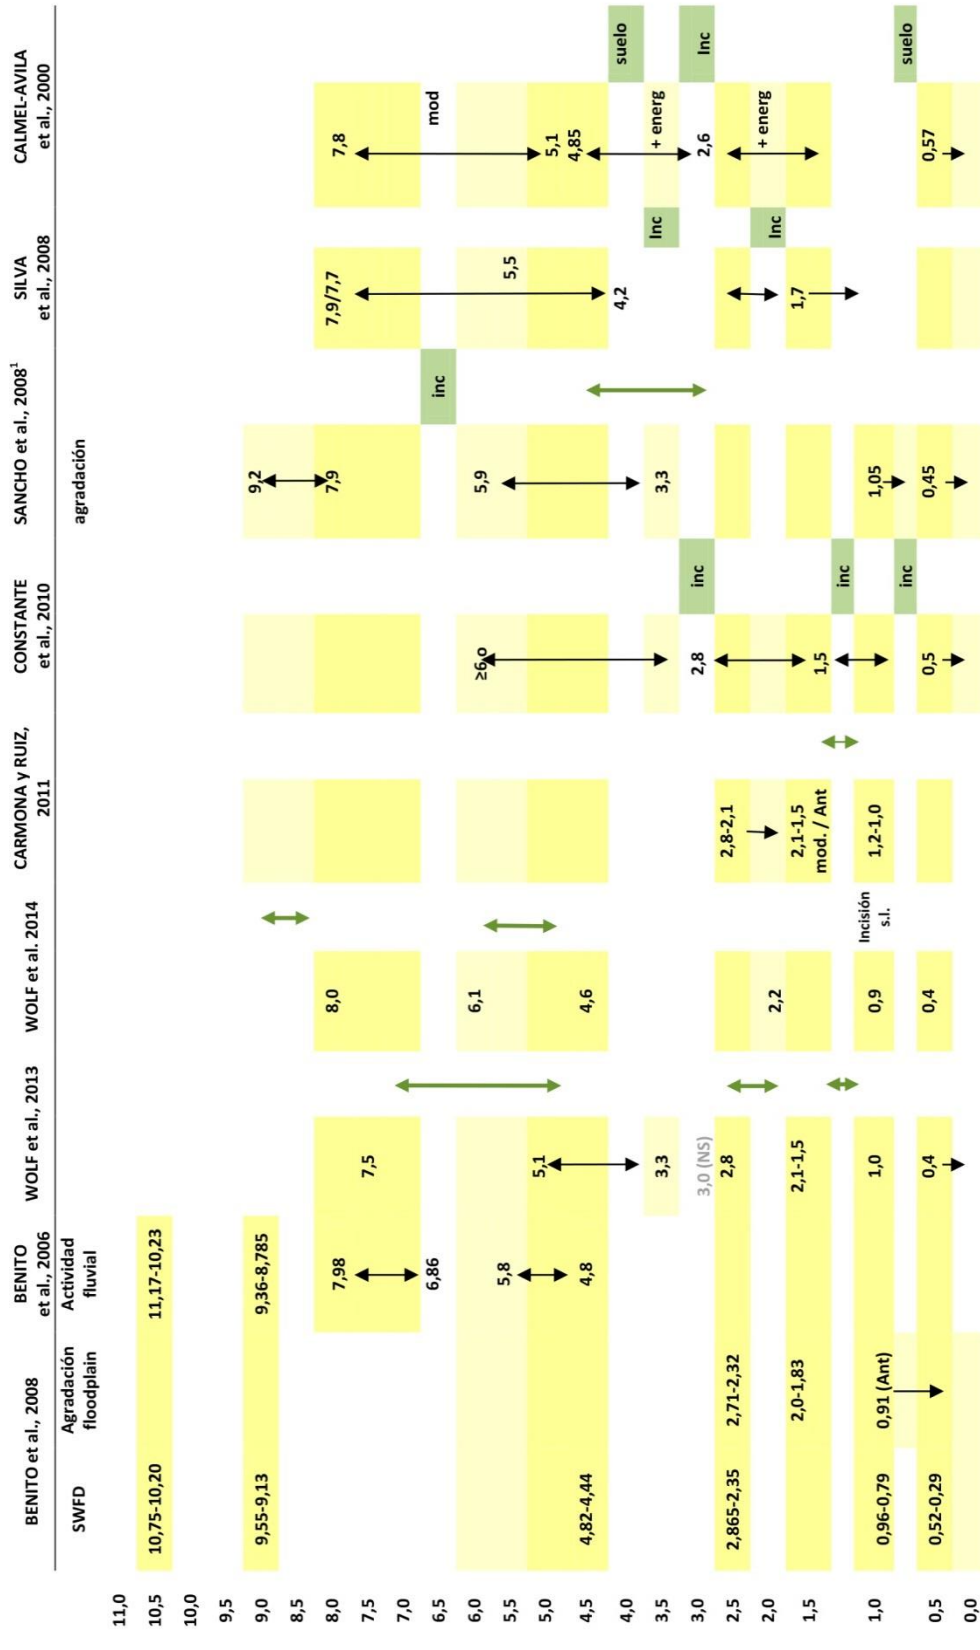 BENITO et al., 2008
SWFD
Agradación
floodplain
BENITO
et al., 2006
Actividad
fluvial
WOLF et al., 2013
WOLF et al. 2014
CARMONA y RUIZ,
2011
CONSTANTE
et al., 2010
SANCHO et al., 2008¹
agradación
SILVA
et al., 2008
CALMEL-AVILA
et al., 2000
11,0
10,5
10,75-10,20
11,17-10,23
10,0
9,5
9,0
9,55-9,13
9,36-8,785
9,2
8,5
8,0
7,98
8,0
7,9
7,9/7,7
7,8
7,5
7,5
7,0
6,5
6,86
inc
mod
6,0
6,1
≥6,o
5,9
5,5
5,8
5,5
5,0
5,1
5,1
4,5
4,82-4,44
4,8
4,6
4,85
4,0
4,2
suelo
3,5
3,3
3,3
Inc
+ energ
3,0
3,0 (NS)
2,8
inc
2,6
Inc
2,5
2,865-2,35
2,71-2,32
2,8
2,8-2,1
2,0
2,2
Inc
+ energ
1,5
2,0-1,83
2,1-1,5
2,1-1,5
mod. / Ant
1,5
1,7
inc
1,0
0,96-0,79
0,91 (Ant)
1,0
0,9
Incisión
s.l.
1,2-1,0
1,05
inc
suelo
0,5
0,52-0,29
0,4
0,4
0,5
0,45
0,57
0,0